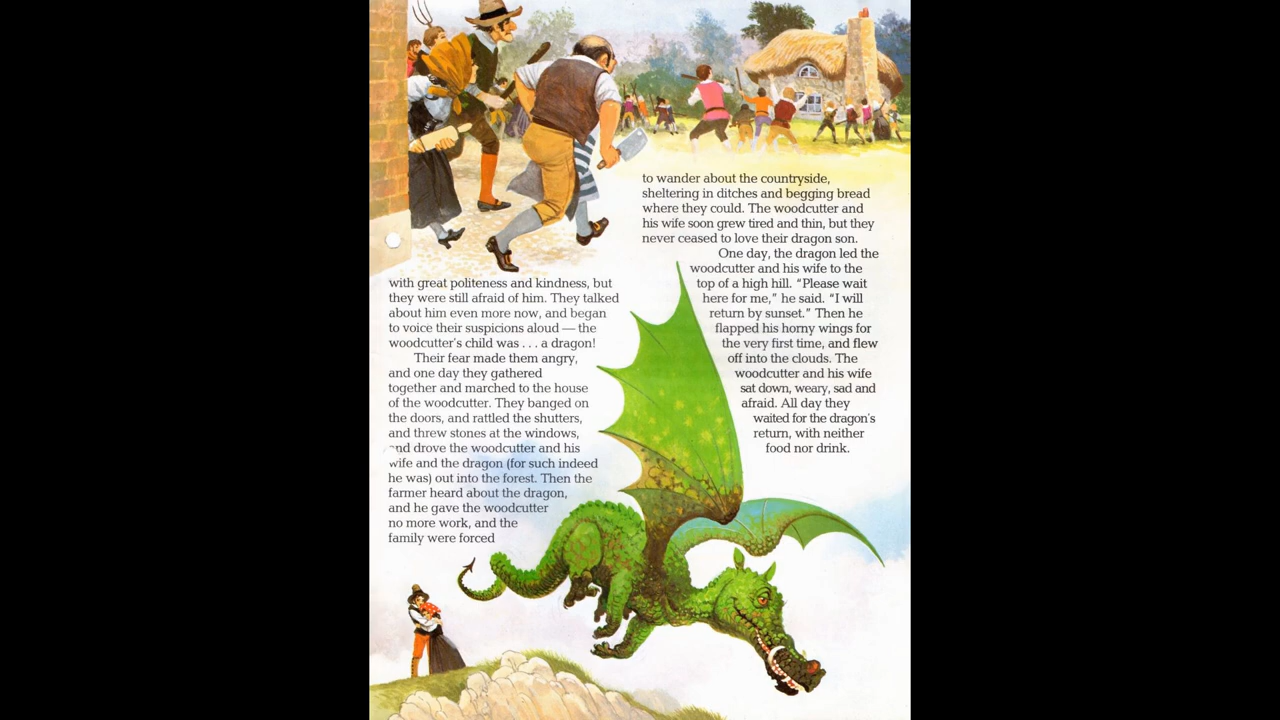 with great politeness and kindness, but
they were still afraid of him. They talked
about him even more now, and began
to voice their suspicions aloud — the
woodcutter's child was . . . a dragon!
Their fear made them angry,
and one day they gathered
together and marched to the house
of the woodcutter. They banged on
the doors, and rattled the shutters,
and threw stones at the windows,
and drove the woodcutter and his
wife and the dragon (for such indeed
he was) out into the forest. Then the
farmer heard about the dragon,
and he gave the woodcutter
no more work, and the
family were forced
to wander about the countryside,
sheltering in ditches and begging bread
where they could. The woodcutter and
his wife soon grew tired and thin, but they
never ceased to love their dragon son.
One day, the dragon led the
woodcutter and his wife to the
top of a high hill. “Please wait
here for me,” he said. “I will
return by sunset.” Then he
flapped his horny wings for
the very first time, and flew
off into the clouds. The
woodcutter and his wife
sat down, weary, sad and
afraid. All day they
waited for the dragon's
return, with neither
food nor drink.